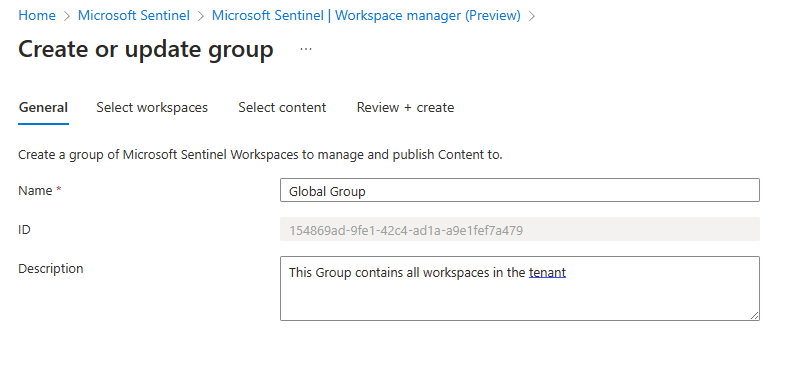 Home > Microsoft Sentinel > Microsoft Sentinel | Workspace manager (Preview) >
Create or update group ...
General Select workspaces Select content Review + create
Create a group of Microsoft Sentinel Workspaces to manage and publish Content to.
Name * Global Group
ID 154869ad-9fe1-42c4-ad1a-a9e1fef7a479
Description This Group contains all workspaces in the tenant